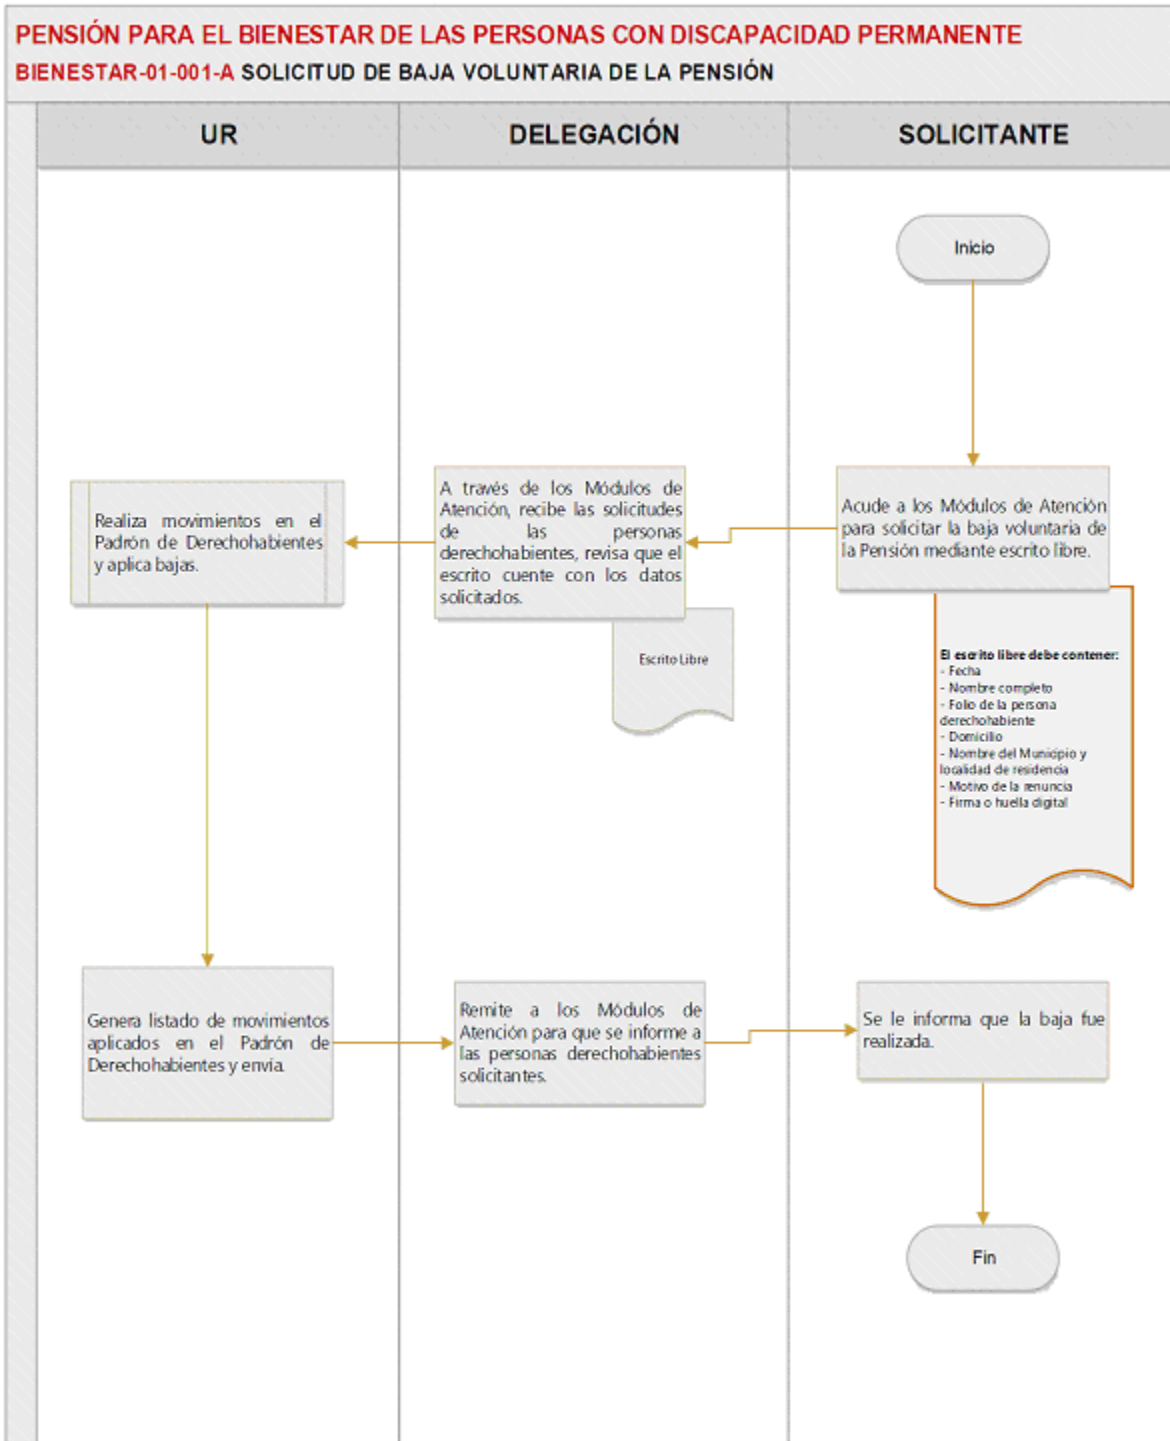 PENSIÓN PARA EL BIENESTAR DE LAS PERSONAS CON DISCAPACIDAD PERMANENTE
BIENESTAR-01-001-A SOLICITUD DE BAJA VOLUNTARIA DE LA PENSIÓN
UR
DELEGACIÓN
SOLICITANTE
Inicio
Acude a los Módulos de Atención
para solicitar la baja voluntaria de
la Pensión mediante escrito libre.
El escrito libre debe contener:
- Fecha
- Nombre completo
- Folio de la persona
derechohabiente
- Domicilio
- Nombre del Municipio y
localidad de residencia
- Motivo de la renuncia
- Firma o huella digital
A través de los Módulos de
Atención, recibe las solicitudes
de las personas
derechohabientes, revisa que el
escrito cuente con los datos
solicitados.
Escrito Libre
Realiza movimientos en el
Padrón de Derechohabientes
y aplica bajas.
Genera listado de movimientos
aplicados en el Padrón de
Derechohabientes y envía.
Remite a los Módulos de
Atención para que se informe a
las personas derechohabientes
solicitantes.
Se le informa que la baja fue
realizada.
Fin